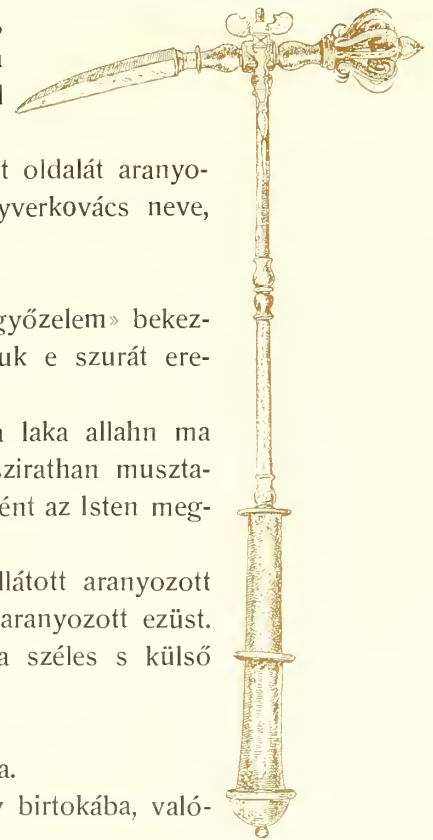 t oldalát aranyo-
yverkovács neve,
győzelem» bekez-
uk e szurát ere-
laka allahn ma
szirathan muszta-
ént az Isten meg-
llátott aranyozott
aranyozott ezüst.
a széles s külső
a.
birtokába, való-